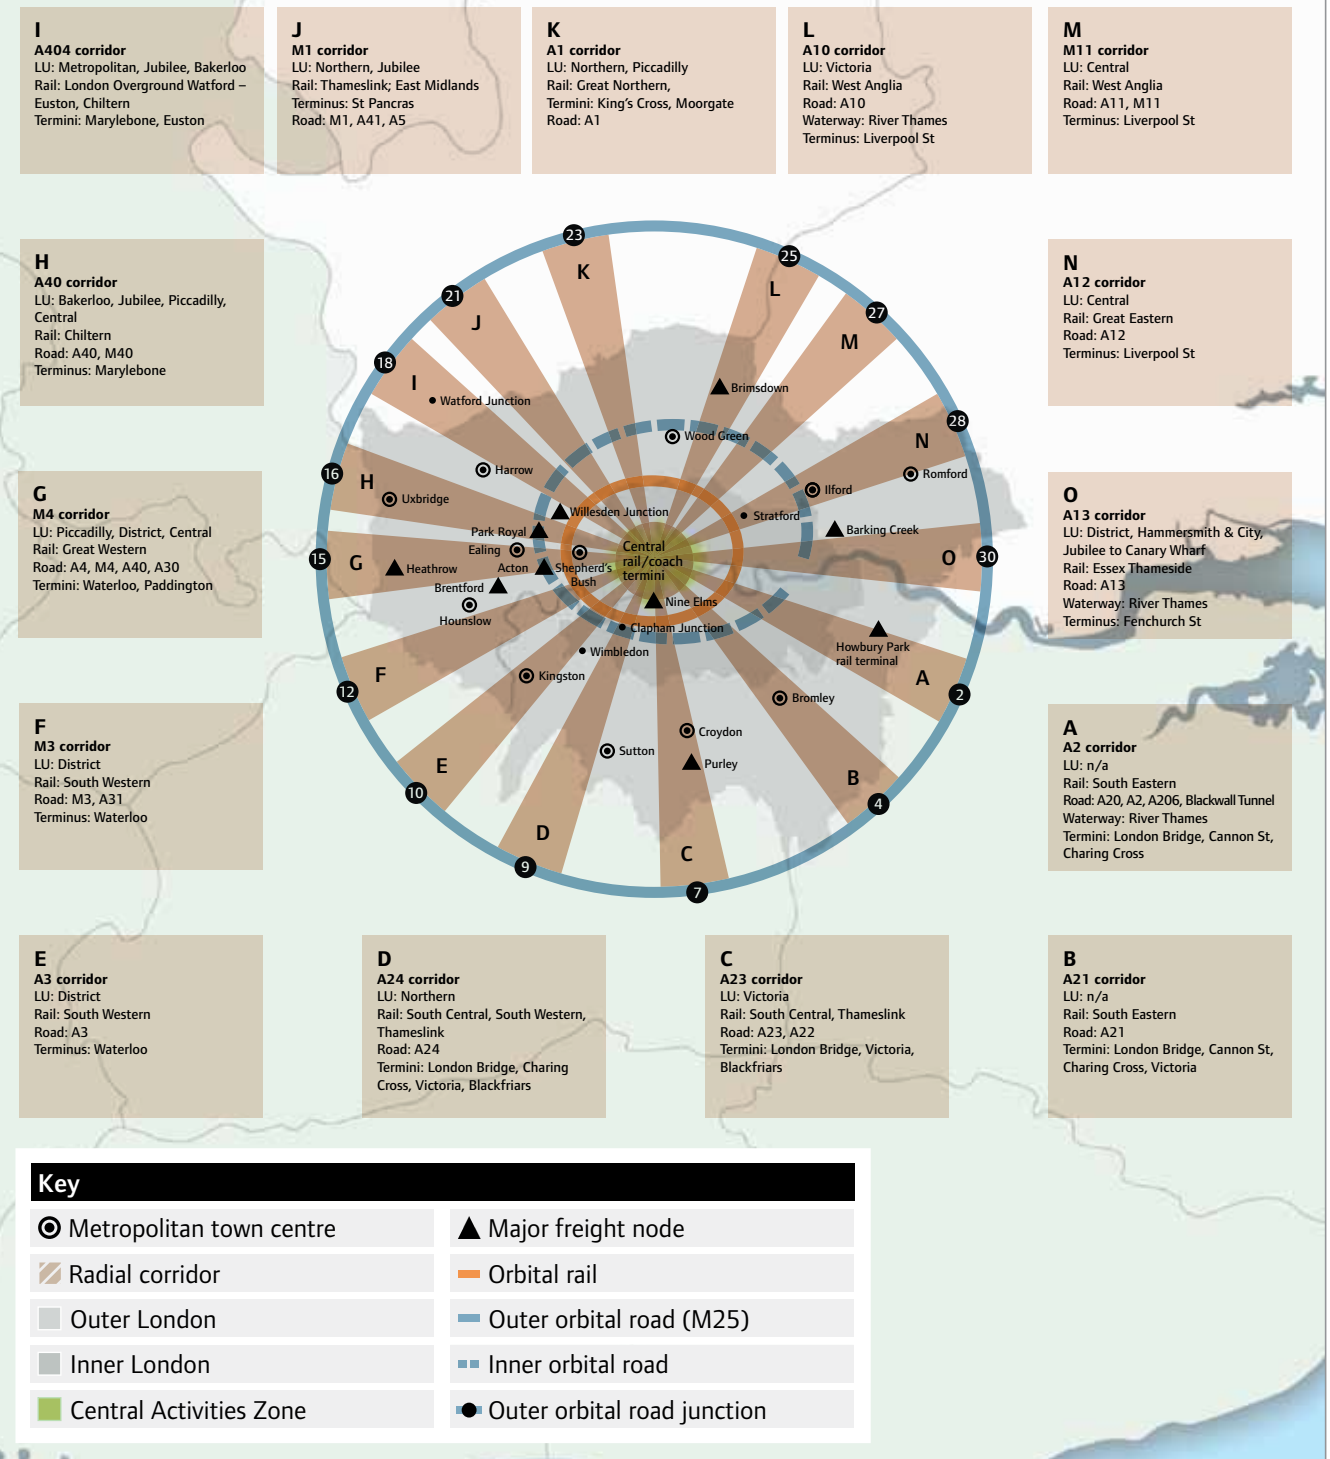 I
A404 corridor
LU: Metropolitan, Jubilee, Bakerloo
Rail: London Overground Watford –
Euston, Chiltern
Termini: Marylebone, Euston
J
M1 corridor
LU: Northern, Jubilee
Rail: Thameslink; East Midlands
Terminus: St Pancras
Road: M1, A41, A5
K
A1 corridor
LU: Northern, Piccadilly
Rail: Great Northern,
Termini: King's Cross, Moorgate
Road: A1
L
A10 corridor
LU: Victoria
Rail: West Anglia
Road: A10
Waterway: River Thames
Terminus: Liverpool St
M
M11 corridor
LU: Central
Rail: West Anglia
Road: A11, M11
Terminus: Liverpool St
H
A40 corridor
LU: Bakerloo, Jubilee, Piccadilly,
Central
Rail: Chiltern
Road: A40, M40
Terminus: Marylebone
N
A12 corridor
LU: Central
Rail: Great Eastern
Road: A12
Terminus: Liverpool St
G
M4 corridor
LU: Piccadilly, District, Central
Rail: Great Western
Road: A4, M4, A40, A30
Termini: Waterloo, Paddington
O
A13 corridor
LU: District, Hammersmith & City,
Jubilee to Canary Wharf
Rail: Essex Thameside
Road: A13
Waterway: River Thames
Terminus: Fenchurch St
F
M3 corridor
LU: District
Rail: South Western
Road: M3, A31
Terminus: Waterloo
A
A2 corridor
LU: n/a
Rail: South Eastern
Road: A20, A2, A206, Blackwall Tunnel
Waterway: River Thames
Termini: London Bridge, Cannon St,
Charing Cross
23
25
K
L
21
27
J
M
18
I
Watford Junction
Brimsdown
28
N
Wood Green
16
H
Harrow
Romford
Uxbridge
Ilford
Willesden Junction
Stratford
Park Royal
Barking Creek
Ealing
Central
rail/coach
termini
15
G
O
30
Heathrow
Acton
Shepherd's
Bush
Brentford
Nine Elms
Hounslow
Clapham Junction
Howbury Park
rail terminal
Wimbledon
F
Kingston
A
12
2
Bromley
Croydon
Sutton
Purley
E
B
10
4
D
C
9
7
E
A3 corridor
LU: District
Rail: South Western
Road: A3
Terminus: Waterloo
D
A24 corridor
LU: Northern
Rail: South Central, South Western,
Thameslink
Road: A24
Termini: London Bridge, Charing
Cross, Victoria, Blackfriars
C
A23 corridor
LU: Victoria
Rail: South Central, Thameslink
Road: A23, A22
Termini: London Bridge, Victoria,
Blackfriars
B
A21 corridor
LU: n/a
Rail: South Eastern
Road: A21
Termini: London Bridge, Cannon St,
Charing Cross, Victoria
Key
Metropolitan town centre
Major freight node
Radial corridor
Orbital rail
Outer London
Outer orbital road (M25)
Inner London
Inner orbital road
Central Activities Zone
Outer orbital road junction